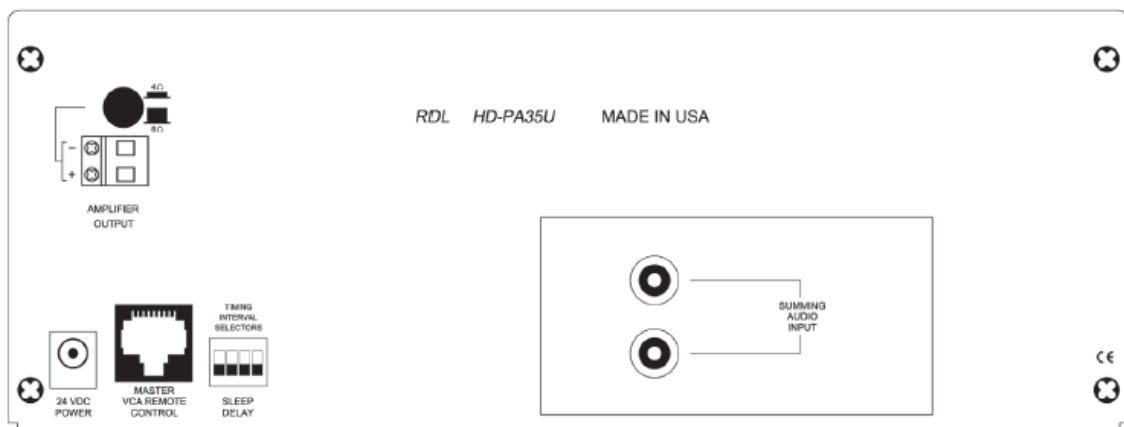 4Ω
8Ω
-
+
AMPLIFIER
OUTPUT
RDL HD-PA35U MADE IN USA
SUMMING
AUDIO
INPUT
TIMING
INTERVAL
SELECTORS
24 VDC
POWER
MASTER
VCA REMOTE
CONTROL
SLEEP
DELAY
CE